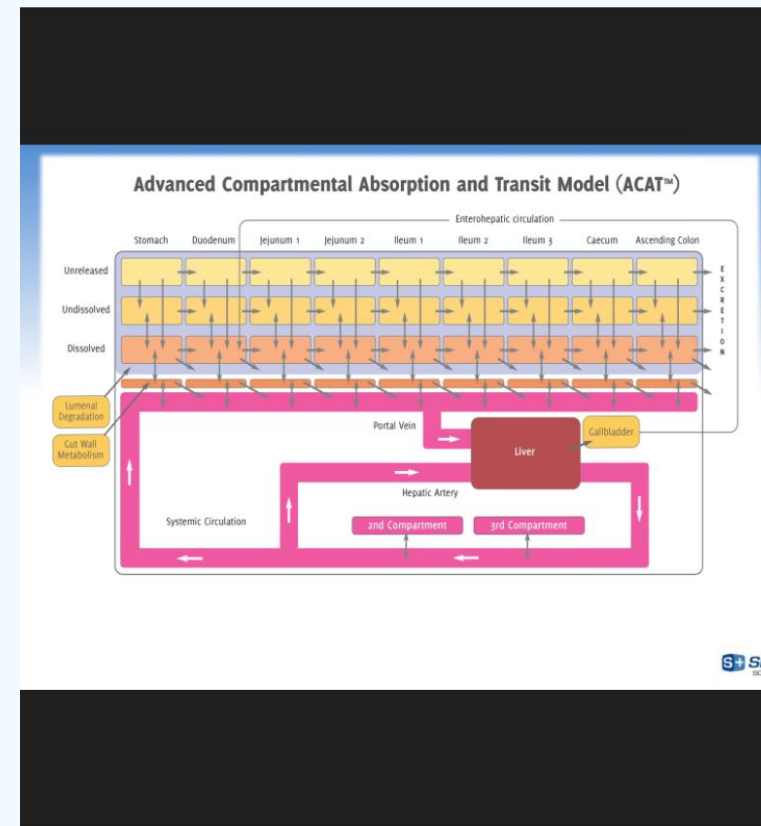 Advanced Compartmental Absorption and Transit Model (ACAT™)
Enterohepatic circulation
Stomach Duodenum Jejunum 1 Jejunum 2 Ileum 1 Ileum 2 Ileum 3 Caecum Ascending Colon
Unreleased
Undissolved
Dissolved
EXCRETION
Lumenal
Degradation
Gut Wall
Metabolism
Portal Vein
Liver
Gallbladder
Hepatic Artery
Systemic Circulation
2nd Compartment 3rd Compartment
S+